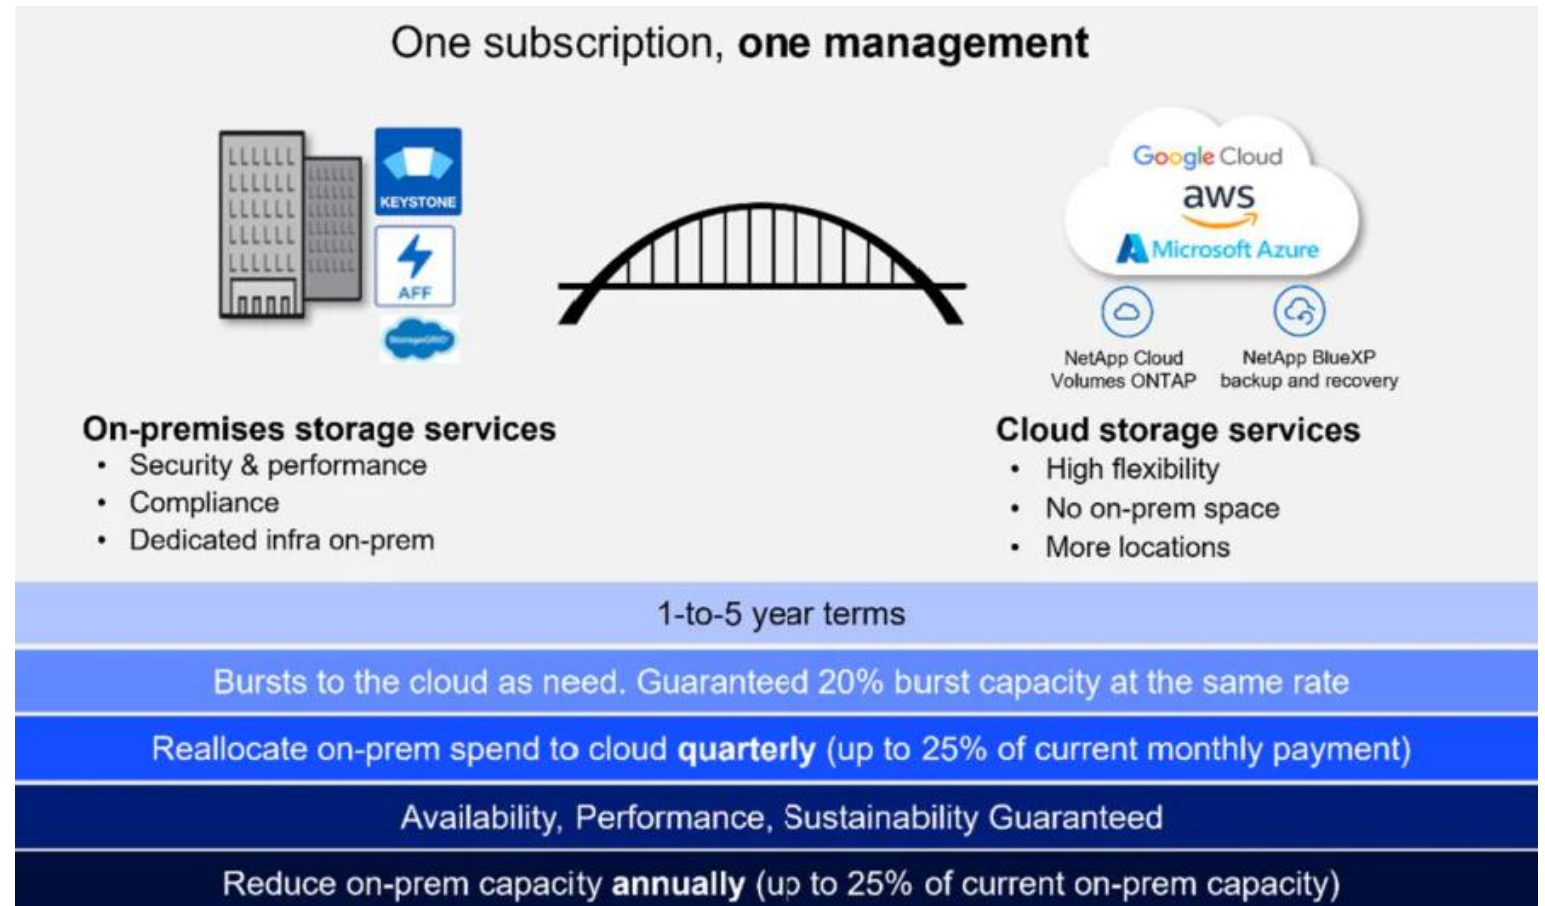 One subscription, one management
KEYSTONE
AFF
StorageGRID
Google Cloud
aws
Microsoft Azure
NetApp Cloud
Volumes ONTAP
NetApp BlueXP
backup and recovery
On-premises storage services
• Security & performance
• Compliance
• Dedicated infra on-prem
Cloud storage services
• High flexibility
• No on-prem space
• More locations
1-to-5 year terms
Bursts to the cloud as need. Guaranteed 20% burst capacity at the same rate
Reallocate on-prem spend to cloud quarterly (up to 25% of current monthly payment)
Availability, Performance, Sustainability Guaranteed
Reduce on-prem capacity annually (up to 25% of current on-prem capacity)